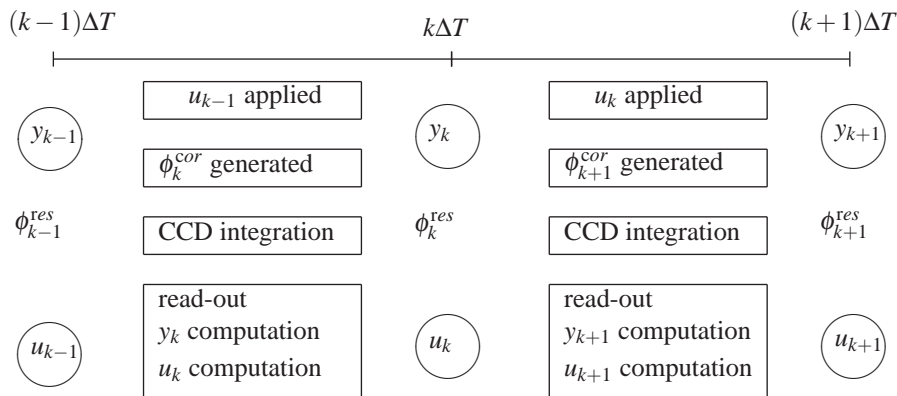 (k−1)ΔT kΔT (k+1)ΔT
u_{k−1} applied u_k applied
y_{k−1} y_k y_{k+1}
ϕ_k^{cor} generated ϕ_{k+1}^{cor} generated
ϕ_{k−1}^{res} CCD integration ϕ_k^{res} CCD integration ϕ_{k+1}^{res}
read-out read-out
u_{k−1} y_k computation u_k y_{k+1} computation u_{k+1}
u_k computation u_{k+1} computation